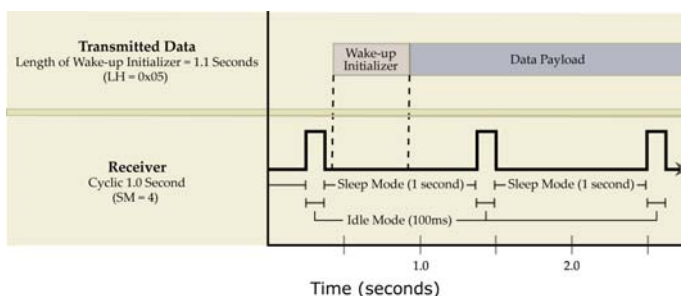 Transmitted Data
Length of Wake-up Initializer = 1.1 Seconds
(LH = 0x05)
Wake-up
Initializer
Data Payload
Receiver
Cyclic 1.0 Second
(SM = 4)
Sleep Mode (1 second)
Sleep Mode (1 second)
Idle Mode (100ms)
1.0
2.0
Time (seconds)